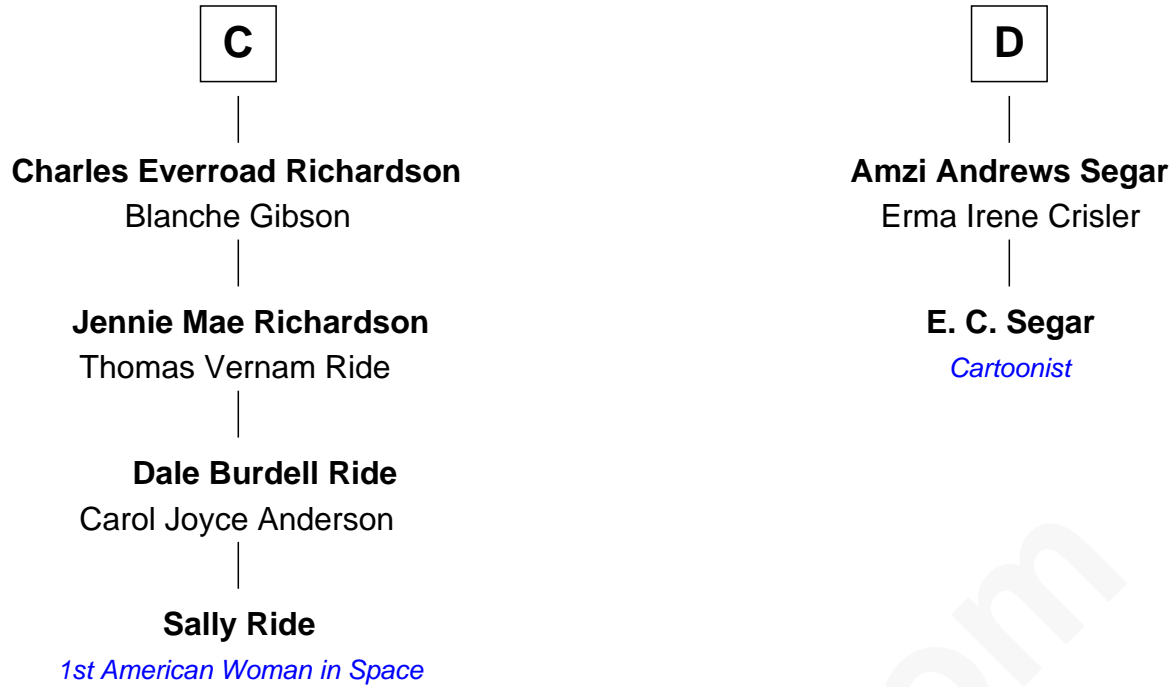 C
Charles Everroad Richardson
Blanche Gibson
Jennie Mae Richardson
Thomas Vernam Ride
Dale Burdell Ride
Carol Joyce Anderson
Sally Ride
1st American Woman in Space
D
Amzi Andrews Segar
Erma Irene Crisler
E. C. Segar
Cartoonist
om